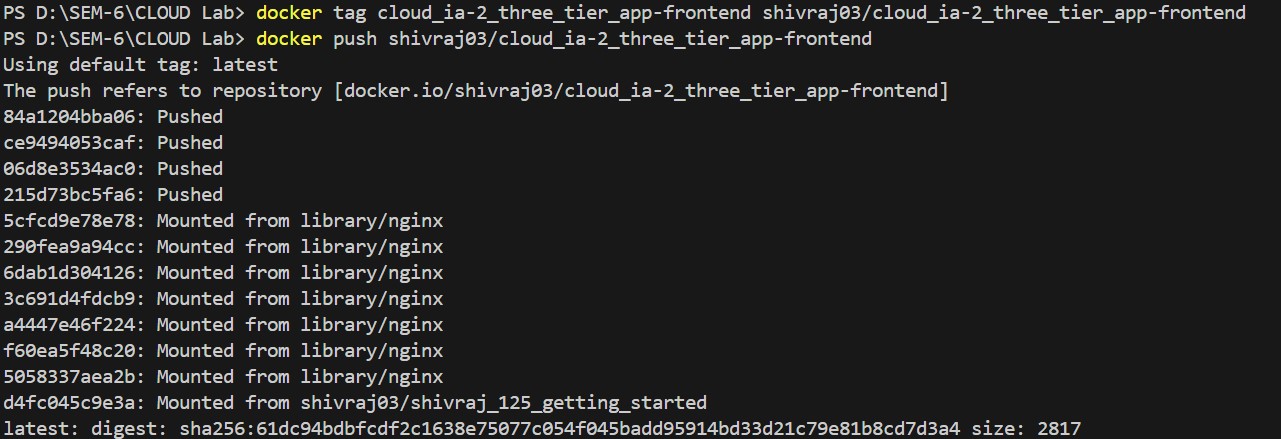 PS D:\SEM-6\CLOUD Lab> docker tag cloud_ia-2_three_tier_app-frontend shivraj03/cloud_ia-2_three_tier_app-frontend
PS D:\SEM-6\CLOUD Lab> docker push shivraj03/cloud_ia-2_three_tier_app-frontend
Using default tag: latest
The push refers to repository [docker.io/shivraj03/cloud_ia-2_three_tier_app-frontend]
84a1204bba06: Pushed
ce9494053caf: Pushed
06d8e3534ac0: Pushed
215d73bc5fa6: Pushed
5cfcd9e78e78: Mounted from library/nginx
290fea9a94cc: Mounted from library/nginx
6dab1d304126: Mounted from library/nginx
3c691d4fdcb9: Mounted from library/nginx
a4447e46f224: Mounted from library/nginx
f60ea5f48c20: Mounted from library/nginx
5058337aea2b: Mounted from library/nginx
d4fc045c9e3a: Mounted from shivraj03/shivraj_125_getting_started
latest: digest: sha256:61dc94bdbfcdf2c1638e75077c054f045badd95914bd33d21c79e81b8cd7d3a4 size: 2817